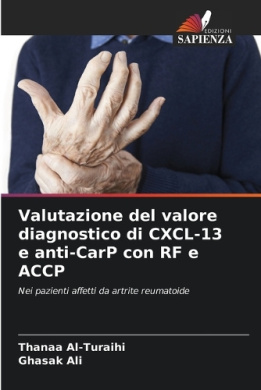 EDIZIONI
SAPIENZA
Valutazione del valore
diagnostico di CXCL-13
e anti-CarP con RF e
ACCP
Nei pazienti affetti da artrite reumatoide
Thanaa Al-Turaihi
Ghasak Ali